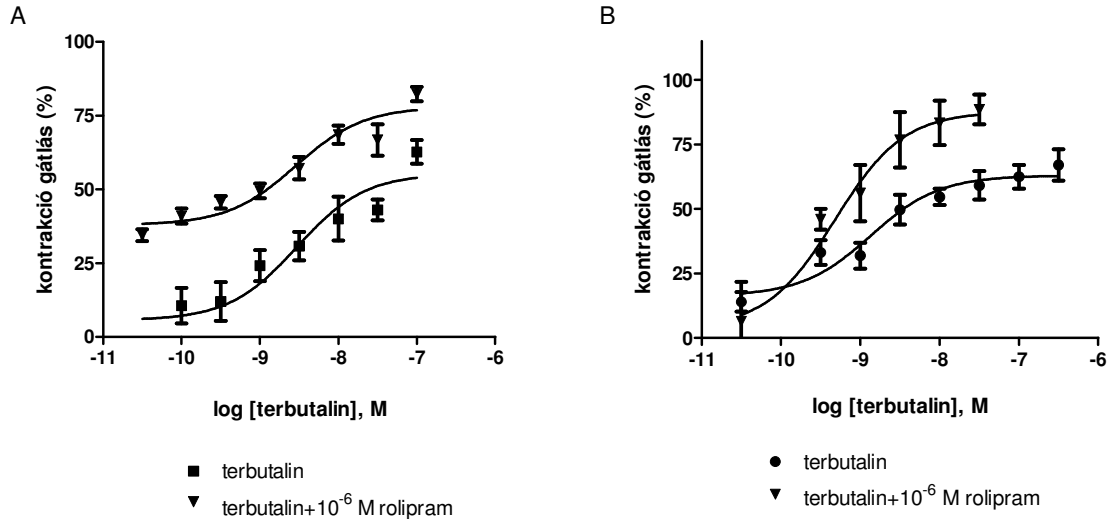 A
kontrakció gátlás (%)
100
75
50
25
0
-11 -10 -9 -8 -7 -6
log [terbutalin], M
terbutalin
terbutalin+10⁻⁶ M rolipram
B
kontrakció gátlás (%)
100
75
50
25
0
-11 -10 -9 -8 -7 -6
log [terbutalin], M
terbutalin
terbutalin+10⁻⁶ M rolipram